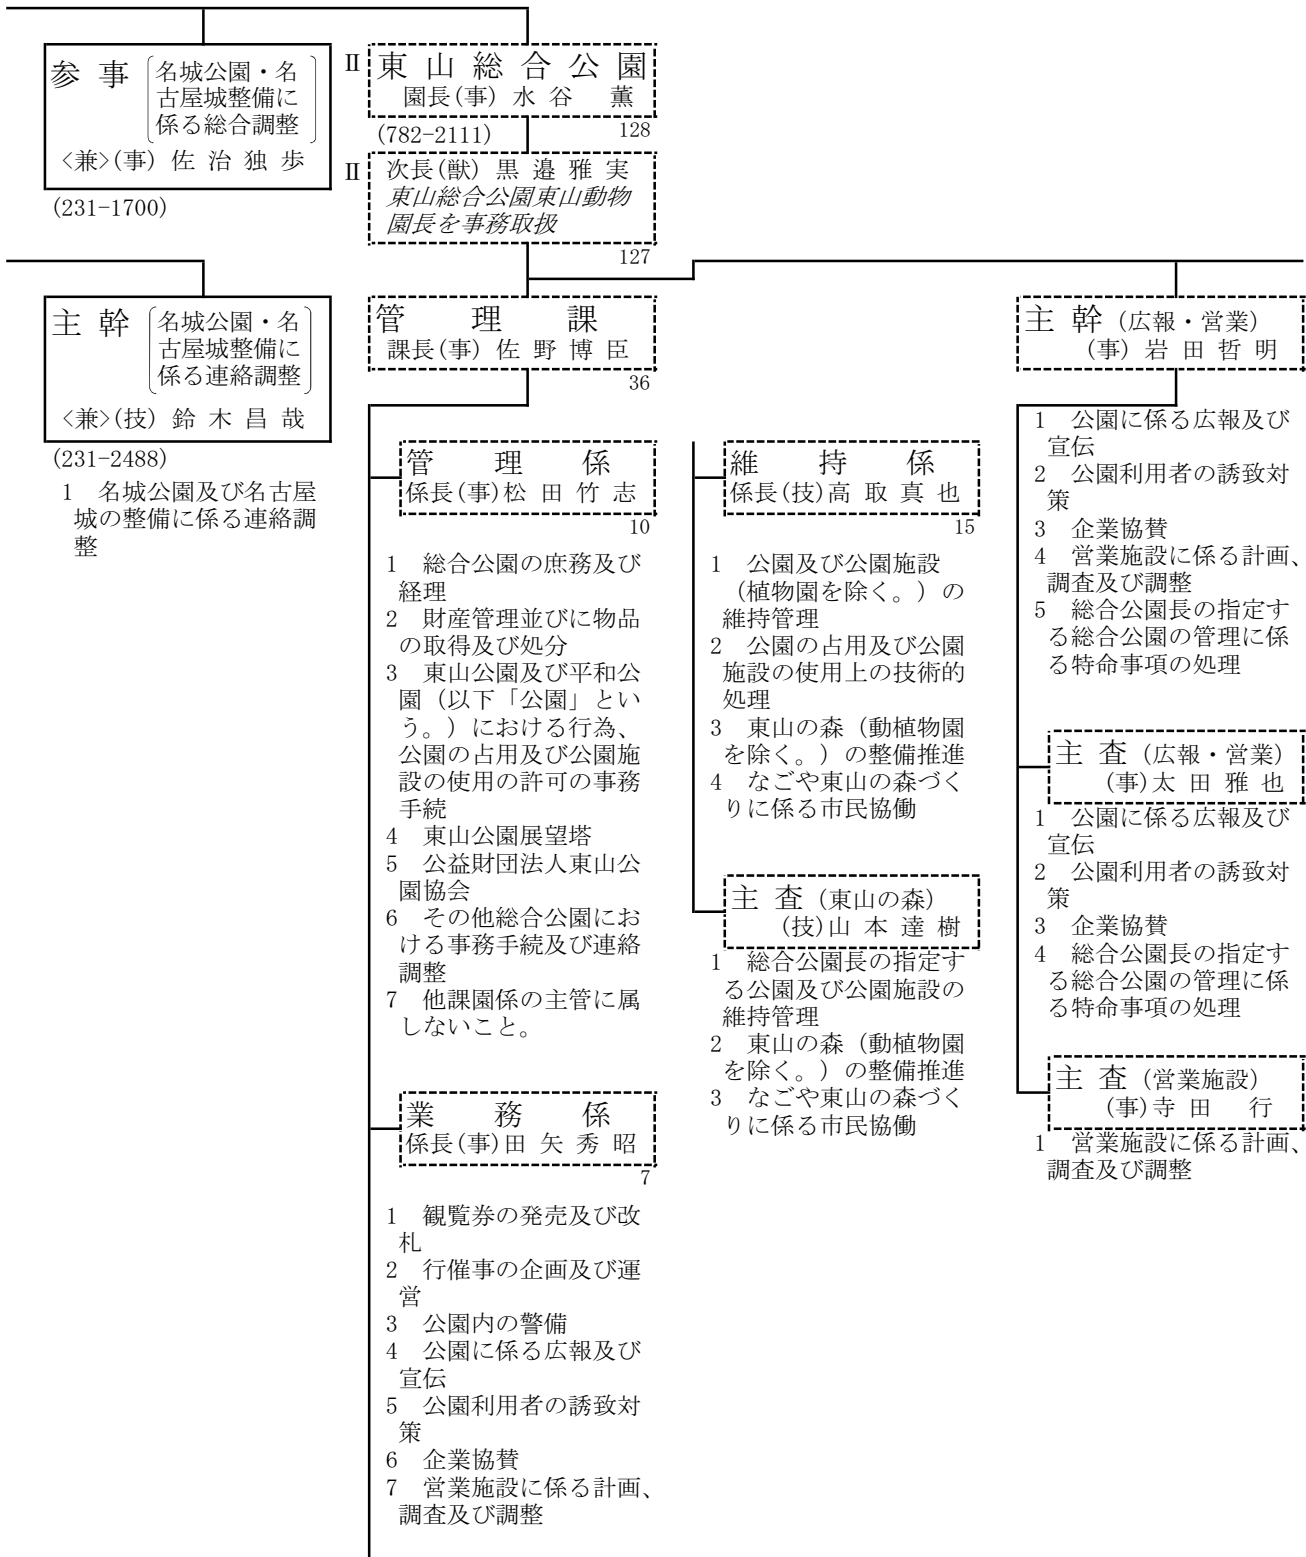 参 事
名城公園・名
古屋城整備に
係る総合調整
<兼>(事) 佐 治 独 歩
(231-1700)
主 幹
名城公園・名
古屋城整備に
係る連絡調整
<兼>(技) 鈴 木 昌 哉
(231-2488)
1 名城公園及び名古屋
城の整備に係る連絡調
整
Ⅱ
東 山 総 合 公 園
園長(事) 水 谷 薫
(782-2111)
128
Ⅱ
次長(獣) 黒 邉 雅 実
東山総合公園東山動物
園長を事務取扱
127
管 理 課
課長(事) 佐 野 博 臣
36
管 理 係
係長(事)松 田 竹 志
10
1 総合公園の庶務及び
経理
2 財産管理並びに物品
の取得及び処分
3 東山公園及び平和公
園（以下「公園」とい
う。）における行為、
公園の占用及び公園施
設の使用の許可の事務
手続
4 東山公園展望塔
5 公益財団法人東山公
園協会
6 その他総合公園にお
ける事務手続及び連絡
調整
7 他課園係の主管に属
しないこと。
業 務 係
係長(事)田 矢 秀 昭
7
1 観覧券の発売及び改
札
2 行催事の企画及び運
営
3 公園内の警備
4 公園に係る広報及び
宣伝
5 公園利用者の誘致対
策
6 企業協賛
7 営業施設に係る計画、
調査及び調整
維 持 係
係長(技)高 取 真 也
15
1 公園及び公園施設
（植物園を除く。）の
維持管理
2 公園の占用及び公園
施設の使用上の技術的
処理
3 東山の森（動植物園
を除く。）の整備推進
4 なごや東山の森づく
りに係る市民協働
主 査（東山の森）
(技)山 本 達 樹
1 総合公園長の指定す
る公園及び公園施設の
維持管理
2 東山の森（動植物園
を除く。）の整備推進
3 なごや東山の森づく
りに係る市民協働
主 幹（広報・営業）
(事) 岩 田 哲 明
1 公園に係る広報及び
宣伝
2 公園利用者の誘致対
策
3 企業協賛
4 営業施設に係る計画、
調査及び調整
5 総合公園長の指定す
る総合公園の管理に係
る特命事項の処理
主 査（広報・営業）
(事)太 田 雅 也
1 公園に係る広報及び
宣伝
2 公園利用者の誘致対
策
3 企業協賛
4 総合公園長の指定す
る総合公園の管理に係
る特命事項の処理
主 査（営業施設）
(事)寺 田 行
1 営業施設に係る計画、
調査及び調整